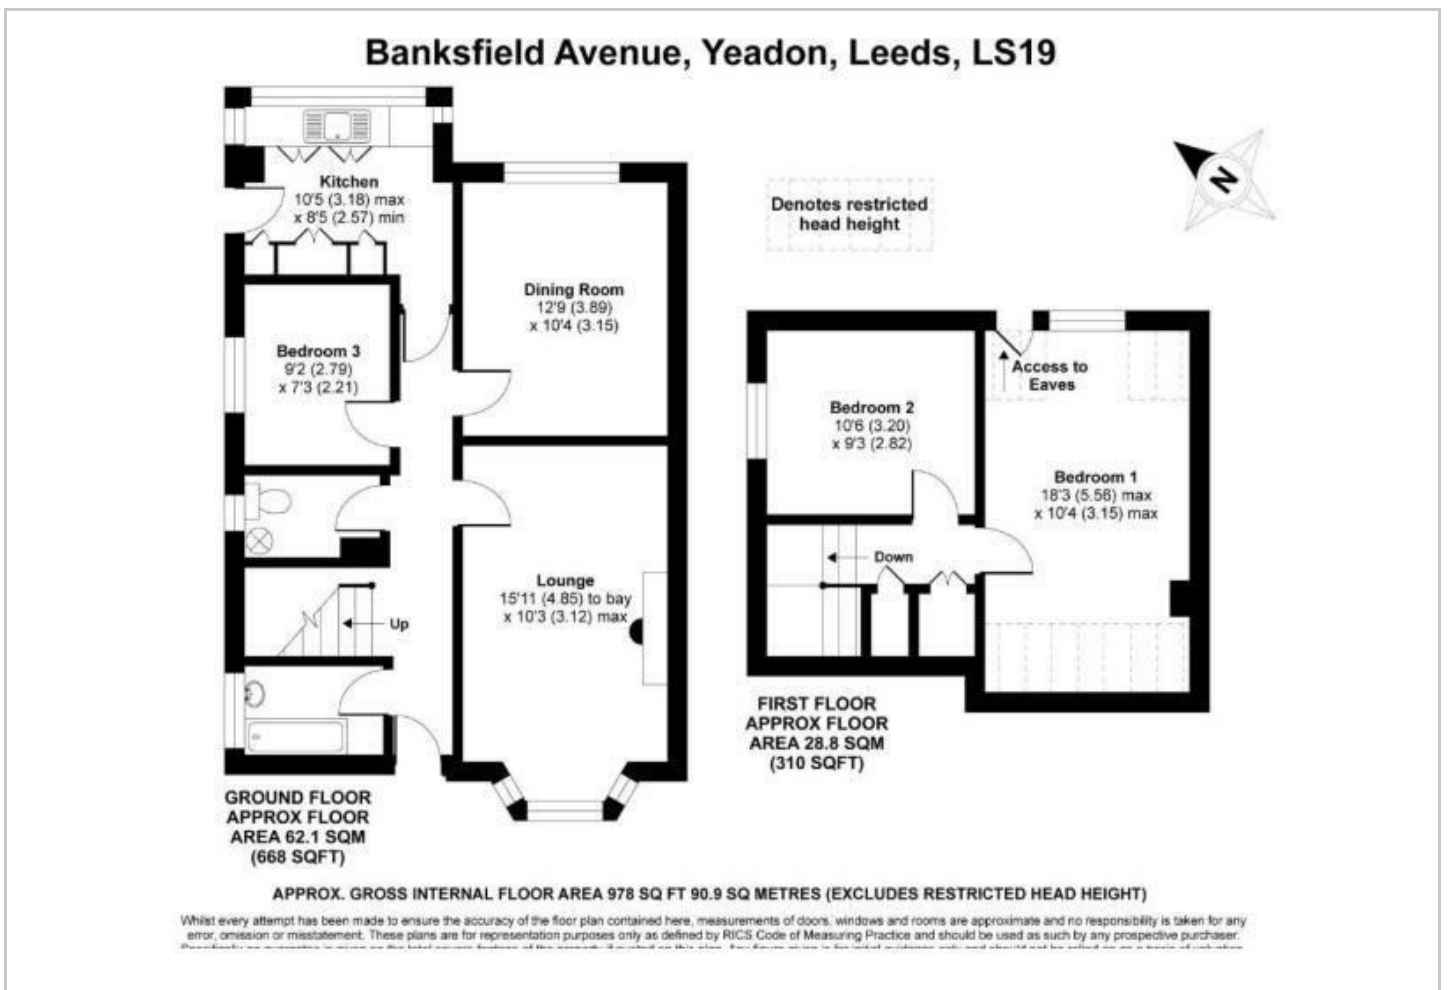 Banksfield Avenue, Yeadon, Leeds, LS19
Kitchen
10'5 (3.18) max
x 8'5 (2.57) min
Dining Room
12'9 (3.89)
x 10'4 (3.15)
Bedroom 3
9'2 (2.79)
x 7'3 (2.21)
Up
Lounge
15'11 (4.85) to bay
x 10'3 (3.12) max
GROUND FLOOR
APPROX FLOOR
AREA 62.1 SQM
(668 SQFT)
Denotes restricted
head height
N
Access to
Eaves
Bedroom 2
10'6 (3.20)
x 9'3 (2.82)
Bedroom 1
18'3 (5.56) max
x 10'4 (3.15) max
Down
FIRST FLOOR
APPROX FLOOR
AREA 28.8 SQM
(310 SQFT)
APPROX. GROSS INTERNAL FLOOR AREA 978 SQ FT 90.9 SQ METRES (EXCLUDES RESTRICTED HEAD HEIGHT)
Whilst every attempt has been made to ensure the accuracy of the floor plan contained here, measurements of doors, windows and rooms are approximate and no responsibility is taken for any
error, omission or misstatement. These plans are for representation purposes only as defined by RICS Code of Measuring Practice and should be used as such by any prospective purchaser.